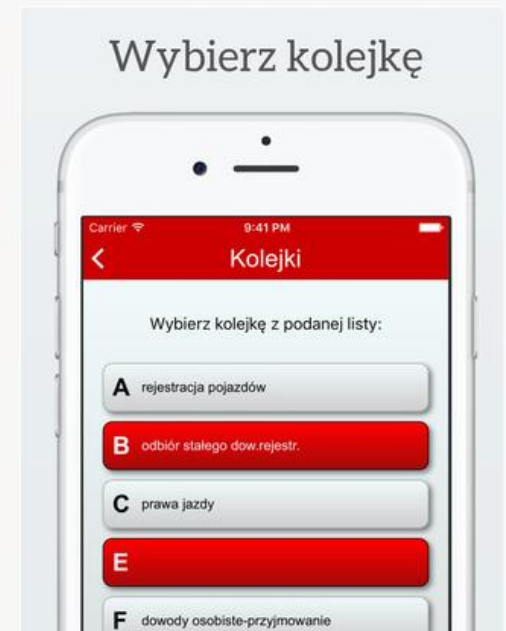 Wybierz kolejkę
Carrier 9:41 PM
Kolejki
Wybierz kolejkę z podanej listy:
A rejestracja pojazdów
B odbiór stałego dow.rejestr.
C prawa jazdy
E
F dowody osobiste-przyjmowanie